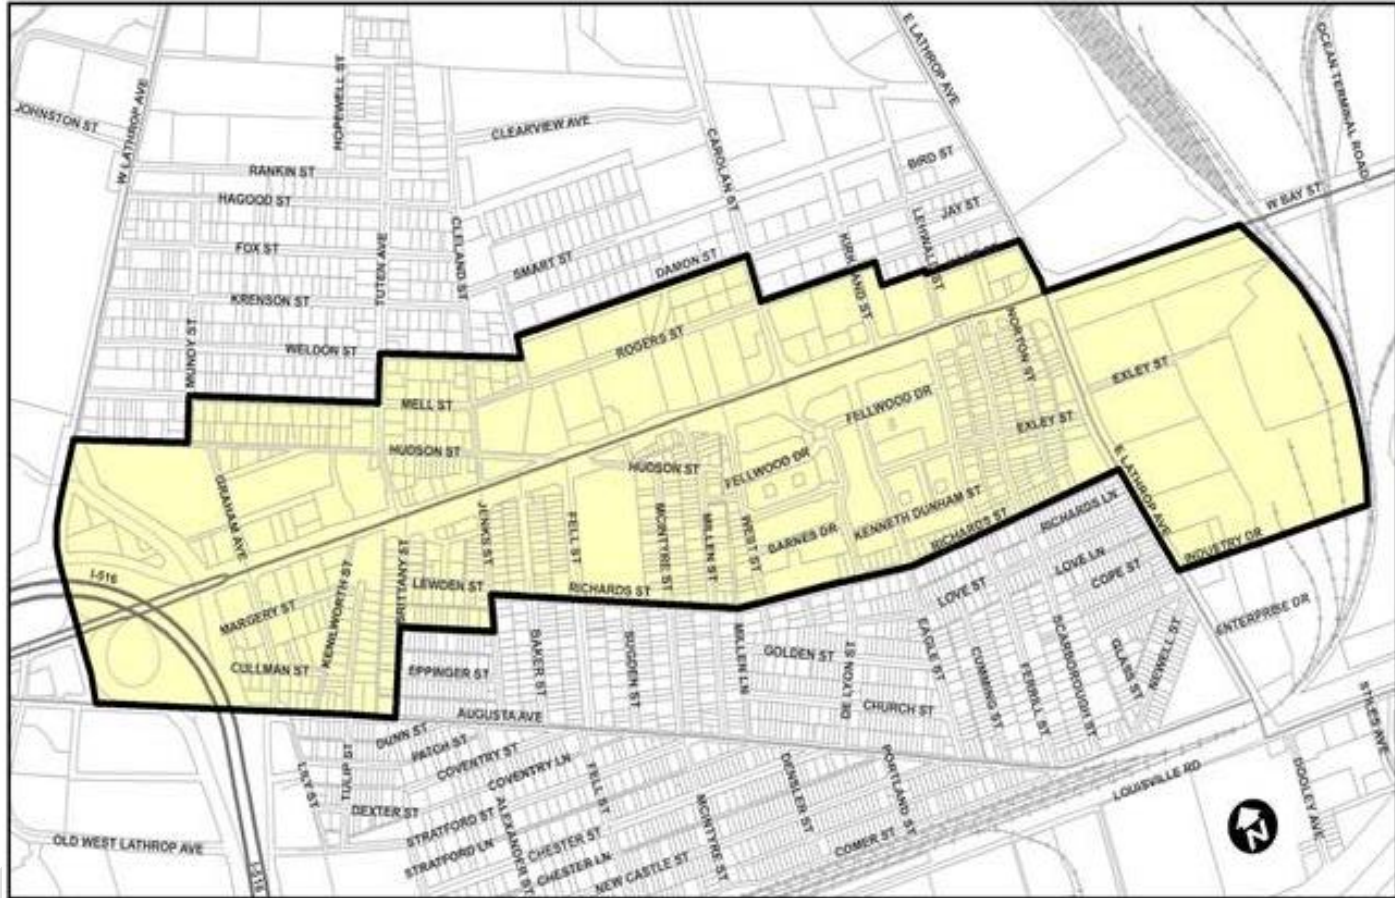 E LATHROP AVE
OCEAN TERMINAL ROAD
W LATHROP AVE
HOPEWELL ST
JOHNSTON ST
CLEARVIEW AVE
CAROLAN ST
BIRD ST
RANKIN ST
HAGOOD ST
W BAY ST
JAY ST
LEHWALD ST
CLELAND ST
TUTEN AVE
FOX ST
SMART ST
DAMON ST
KIRKLAND ST
KRENSON ST
MUNDY ST
WELDON ST
ROGERS ST
NORTON ST
EXLEY ST
MELL ST
FELLWOOD DR
EXLEY ST
HUDSON ST
HUDSON ST
FELLWOOD DR
E LATHROP AVE
GRAHAM AVE
JENKS ST
FELL ST
MCINTYRE ST
MILLEN ST
WEST ST
BARNES DR
KENNETH DUNHAM ST
RICHARDS ST
RICHARDS LN
INDUSTRY DR
I-516
BRITTANY ST
LEWDEN ST
RICHARDS ST
LOVE LN
COPE ST
LOVE ST
MARGERY ST
KENILWORTH ST
ENTERPRISE DR
CULLMAN ST
EPPINGER ST
BAKER ST
SUGDEN ST
MILLEN LN
GOLDEN ST
DE LYON ST
EAGLE ST
CUMMING ST
FERRILL ST
SCARBOROUGH ST
GLASS ST
NEWELL ST
CHURCH ST
AUGUSTA AVE
STILES AVE
DUNN ST
PATCH ST
COVENTRY ST
COVENTRY LN
LILY ST
TULIP ST
FELL ST
DENSLER ST
PORTLAND ST
LOUISVILLE RD
DEXTER ST
STRATFORD ST
STRATFORD LN
ALEXANDER ST
CHESTER ST
CHESTER LN
MCINTYRE ST
NEW CASTLE ST
COMER ST
OLD WEST LATHROP AVE
I-516
N